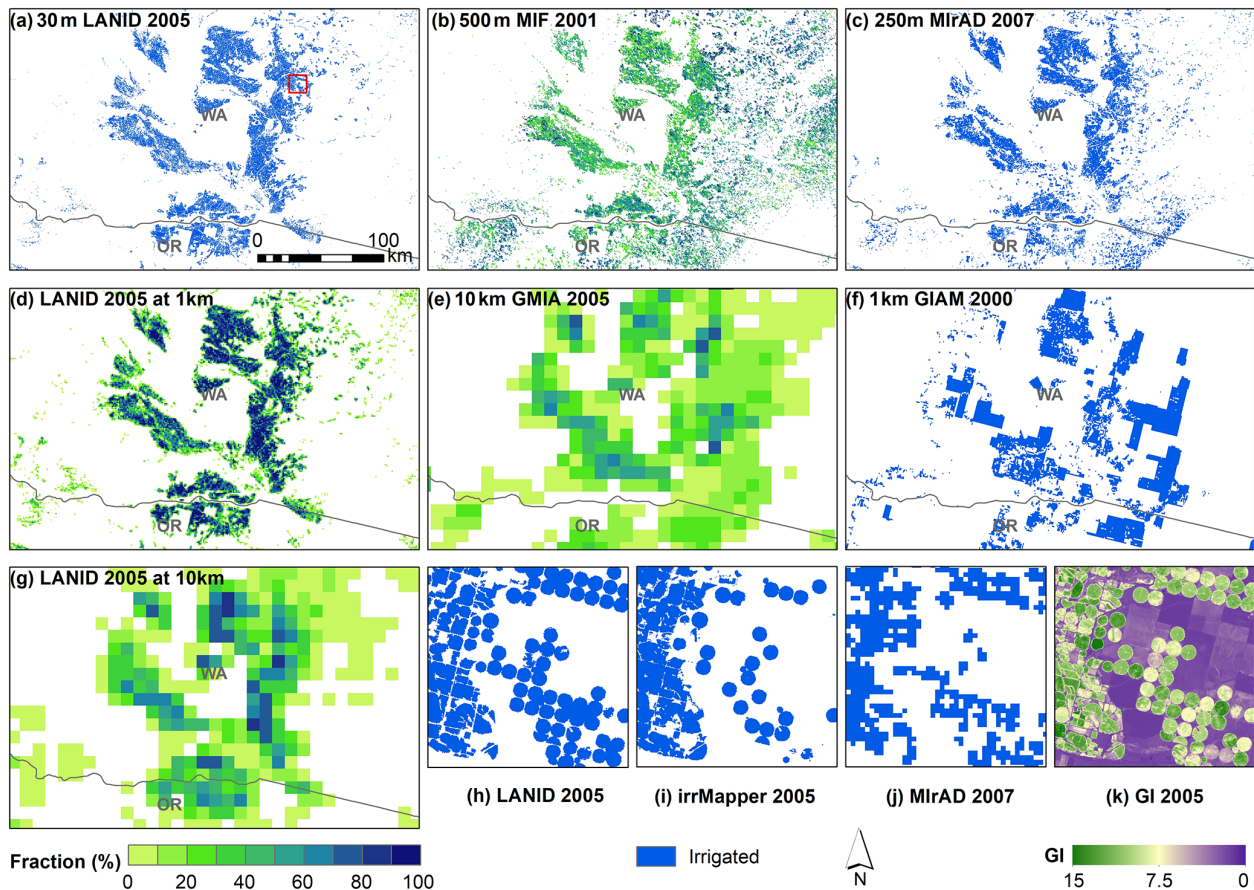 (a) 30 m LANID 2005
WA
OR
0 100
km
(b) 500 m MIF 2001
WA
OR
(c) 250m MIrAD 2007
WA
OR
(d) LANID 2005 at 1km
WA
OR
(e) 10 km GMIA 2005
WA
OR
(f) 1km GIAM 2000
WA
OR
(g) LANID 2005 at 10km
WA
OR
(h) LANID 2005
(i) irrMapper 2005
(j) MIrAD 2007
(k) GI 2005
Fraction (%)
0 20 40 60 80 100
Irrigated
N
GI
15 7.5 0